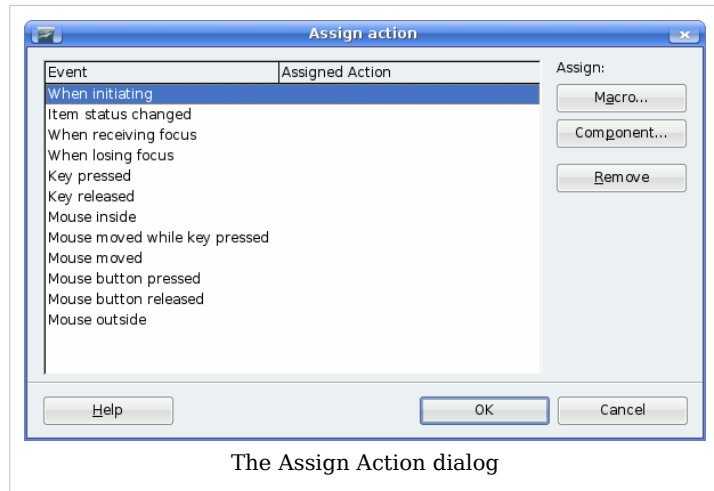 Assign action
Event Assigned Action
When initiating
Item status changed
When receiving focus
When losing focus
Key pressed
Key released
Mouse inside
Mouse moved while key pressed
Mouse moved
Mouse button pressed
Mouse button released
Mouse outside
Assign:
Macro...
Component...
Remove
Help OK Cancel
The Assign Action dialog